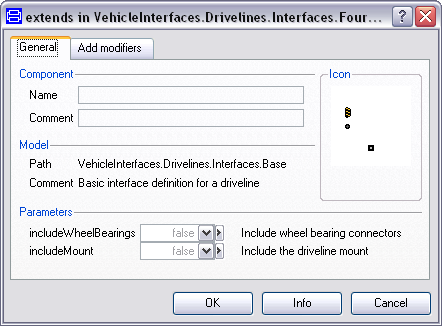 extends in VehicleInterfaces.Drivelines.Interfaces.Four...
General
Add modifiers
Component
Icon
Name
Comment
Model
Path VehicleInterfaces.Drivelines.Interfaces.Base
Comment Basic interface definition for a driveline
Parameters
includeWheelBearings false Include wheel bearing connectors
includeMount false Include the driveline mount
OK
Info
Cancel